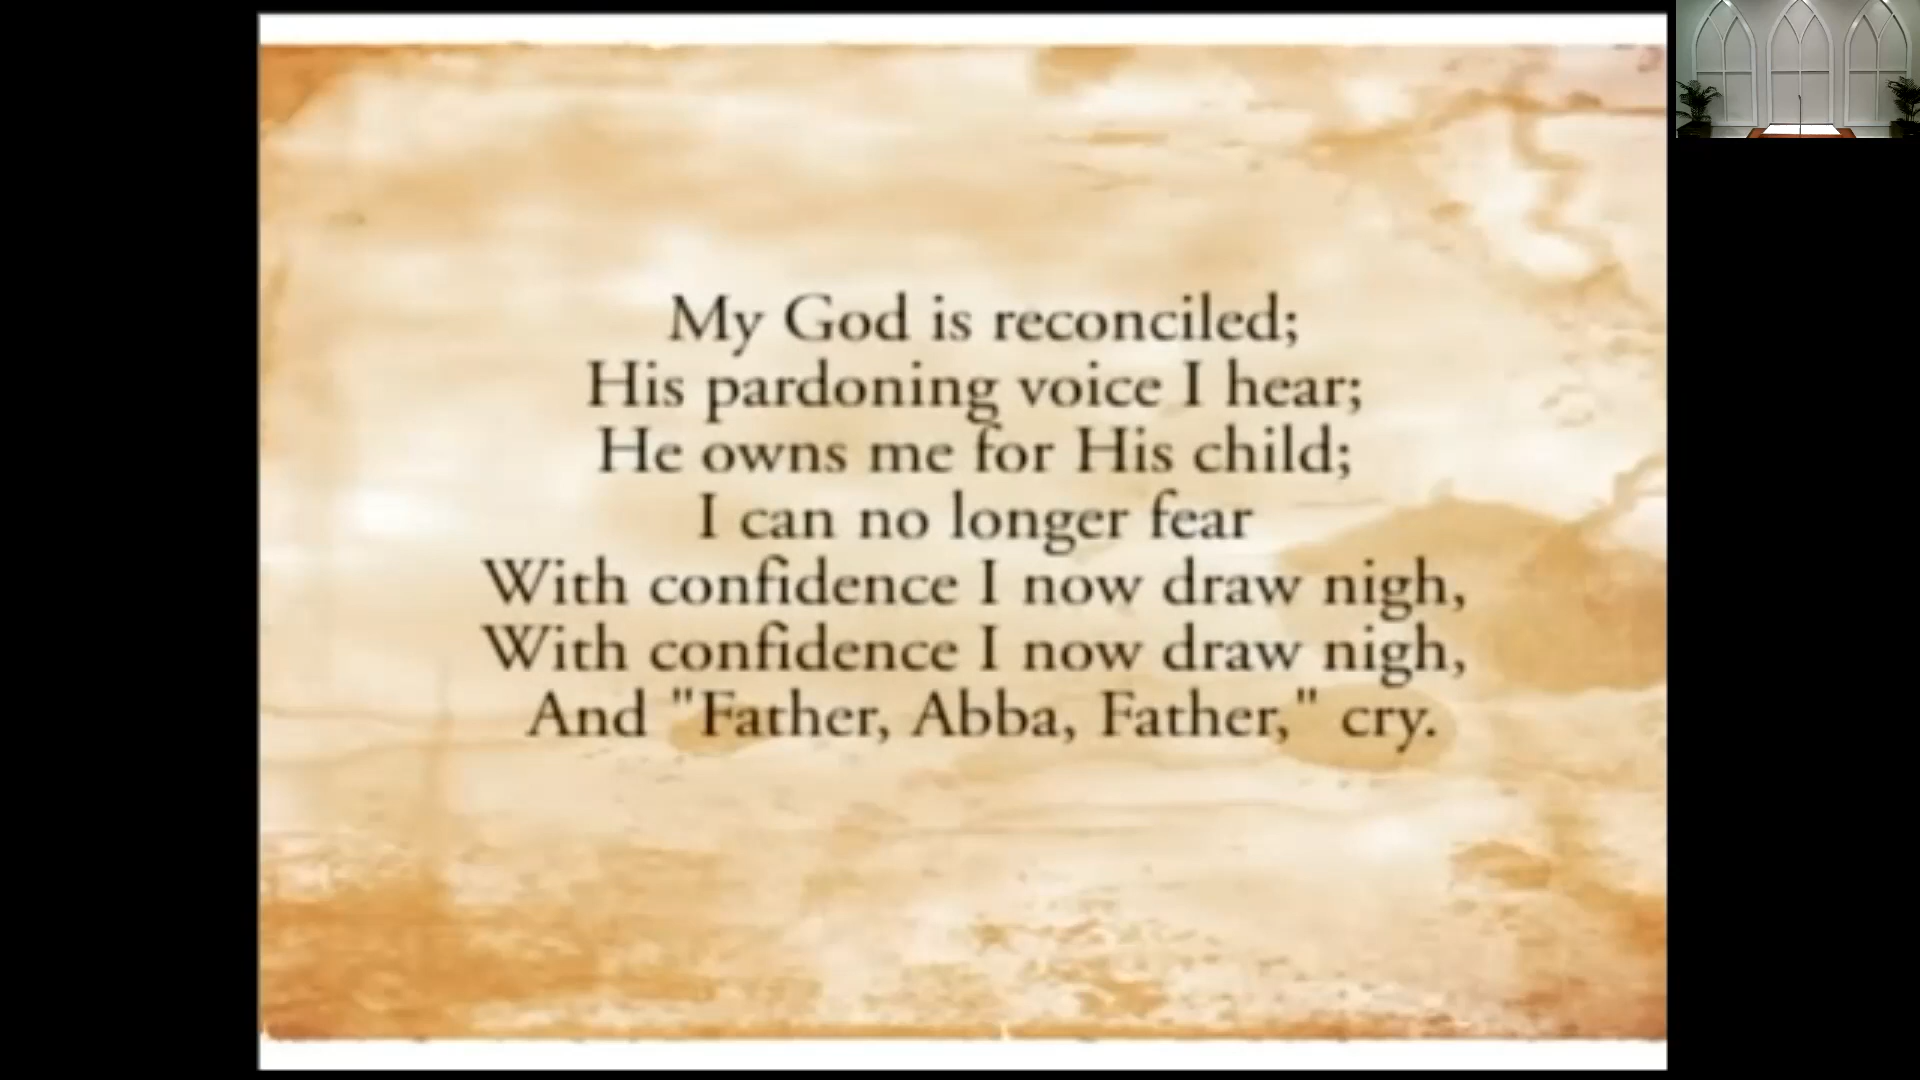 My God is reconciled;
His pardoning voice I hear;
He owns me for His child;
I can no longer fear
With confidence I now draw nigh,
With confidence I now draw nigh,
And "Father, Abba, Father," cry.